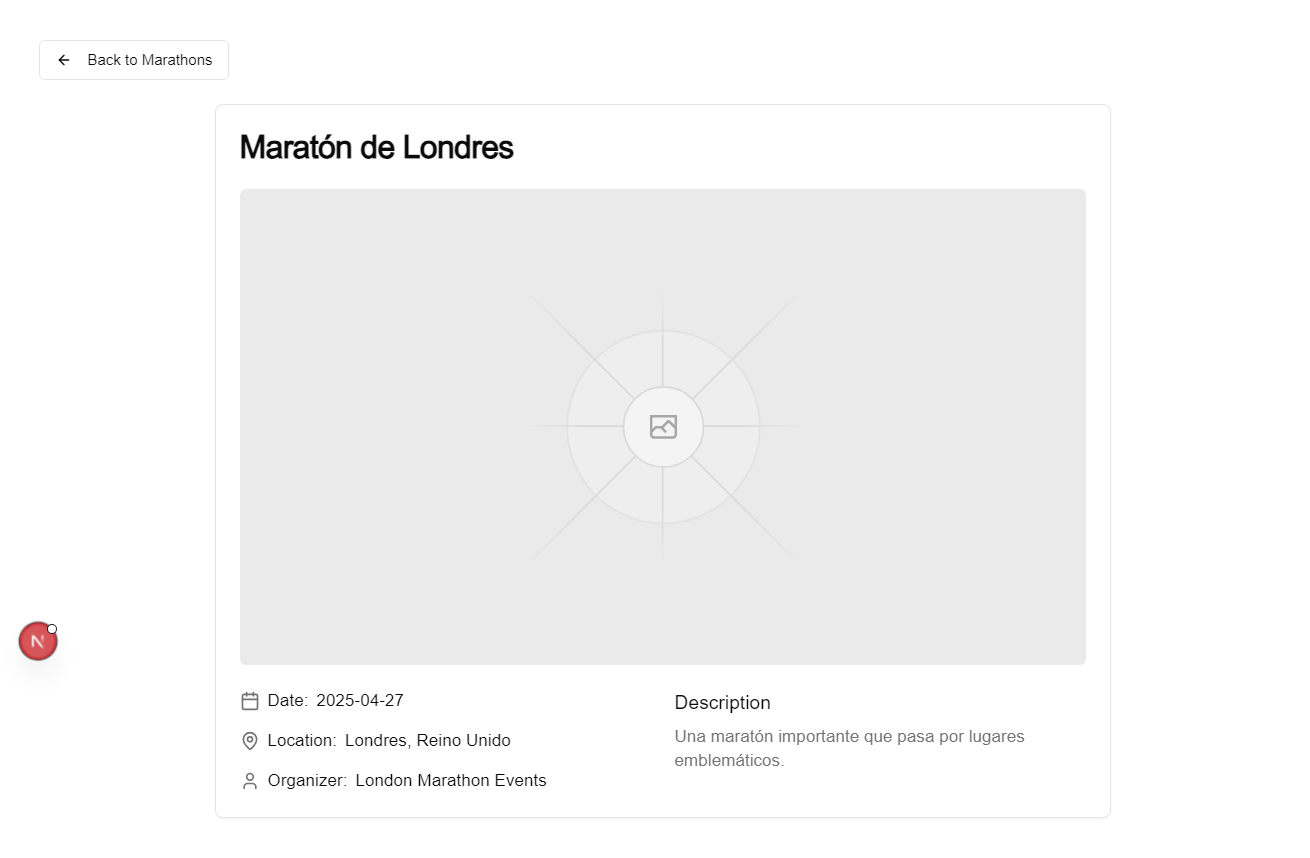 Back to Marathons
Maratón de Londres
N
Date: 2025-04-27
Location: Londres, Reino Unido
Organizer: London Marathon Events
Description
Una maratón importante que pasa por lugares
emblemáticos.